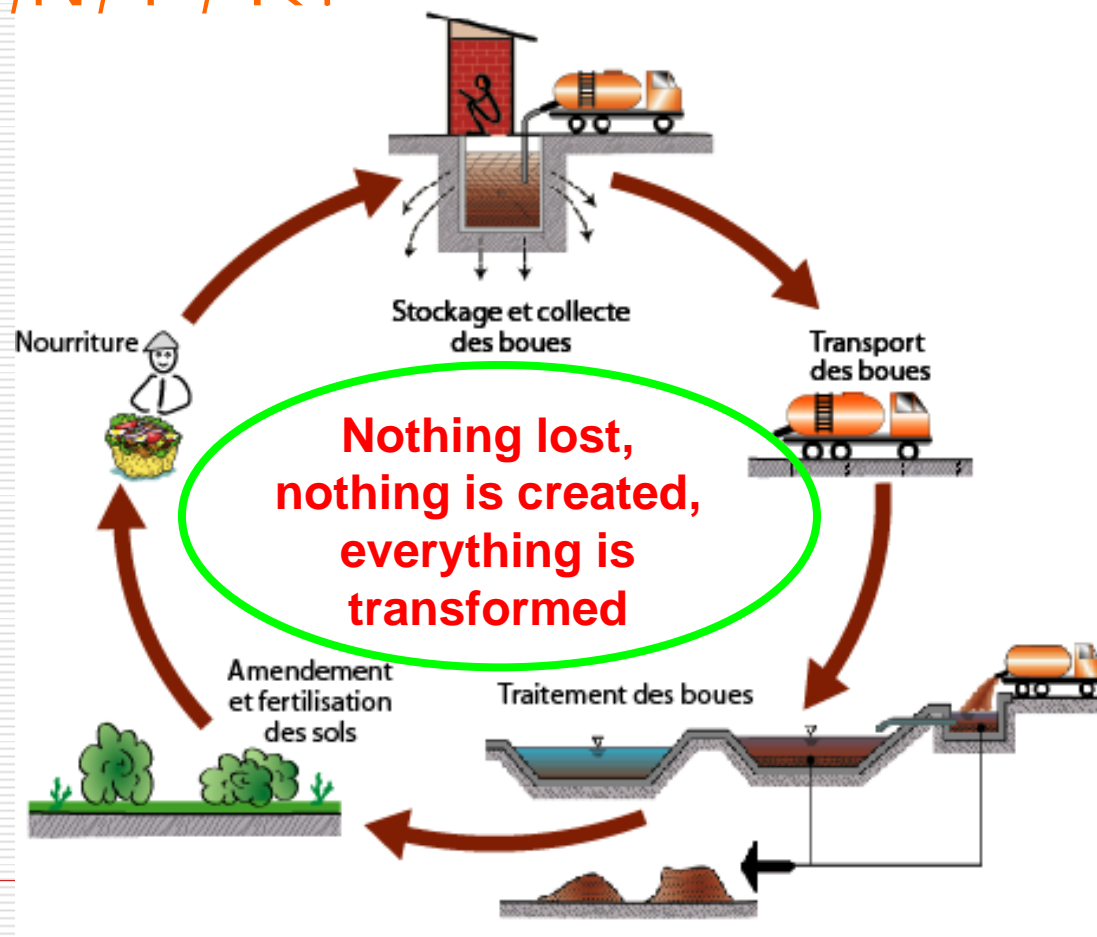 Stockage et collecte
des boues
Transport
des boues
Nourriture
Nothing lost,
nothing is created,
everything is
transformed
Amendement
et fertilisation
des sols
Traitement des boues